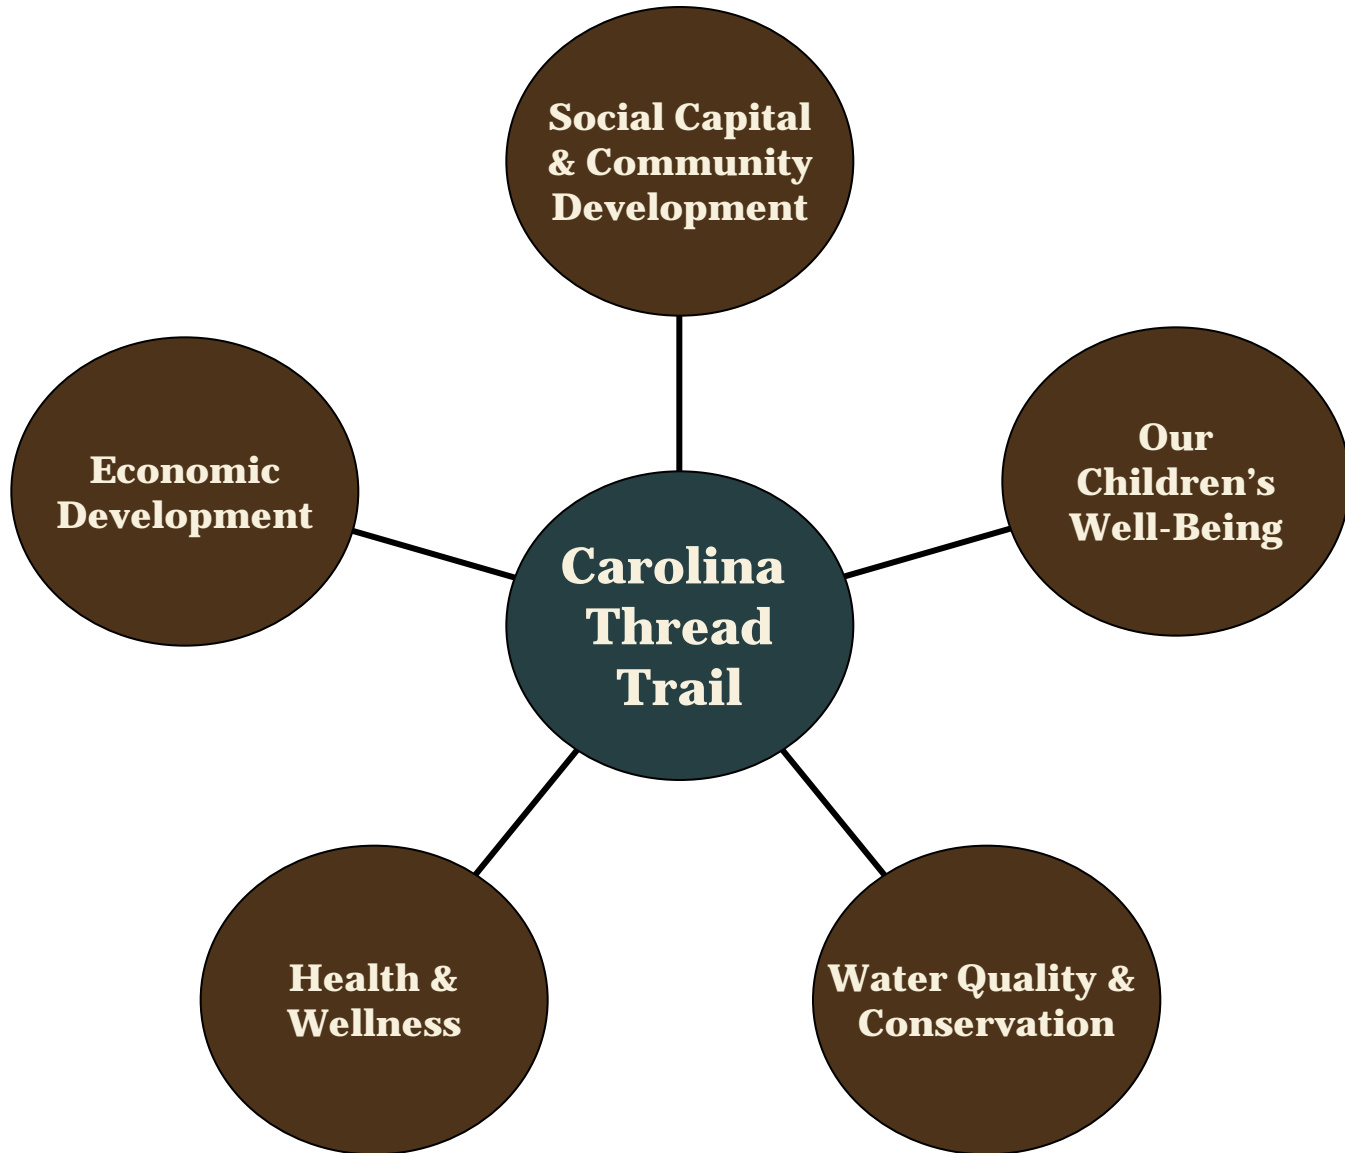 Social Capital
& Community
Development
Economic
Development
Our
Children’s
Well-Being
Carolina
Thread
Trail
Health &
Wellness
Water Quality &
Conservation